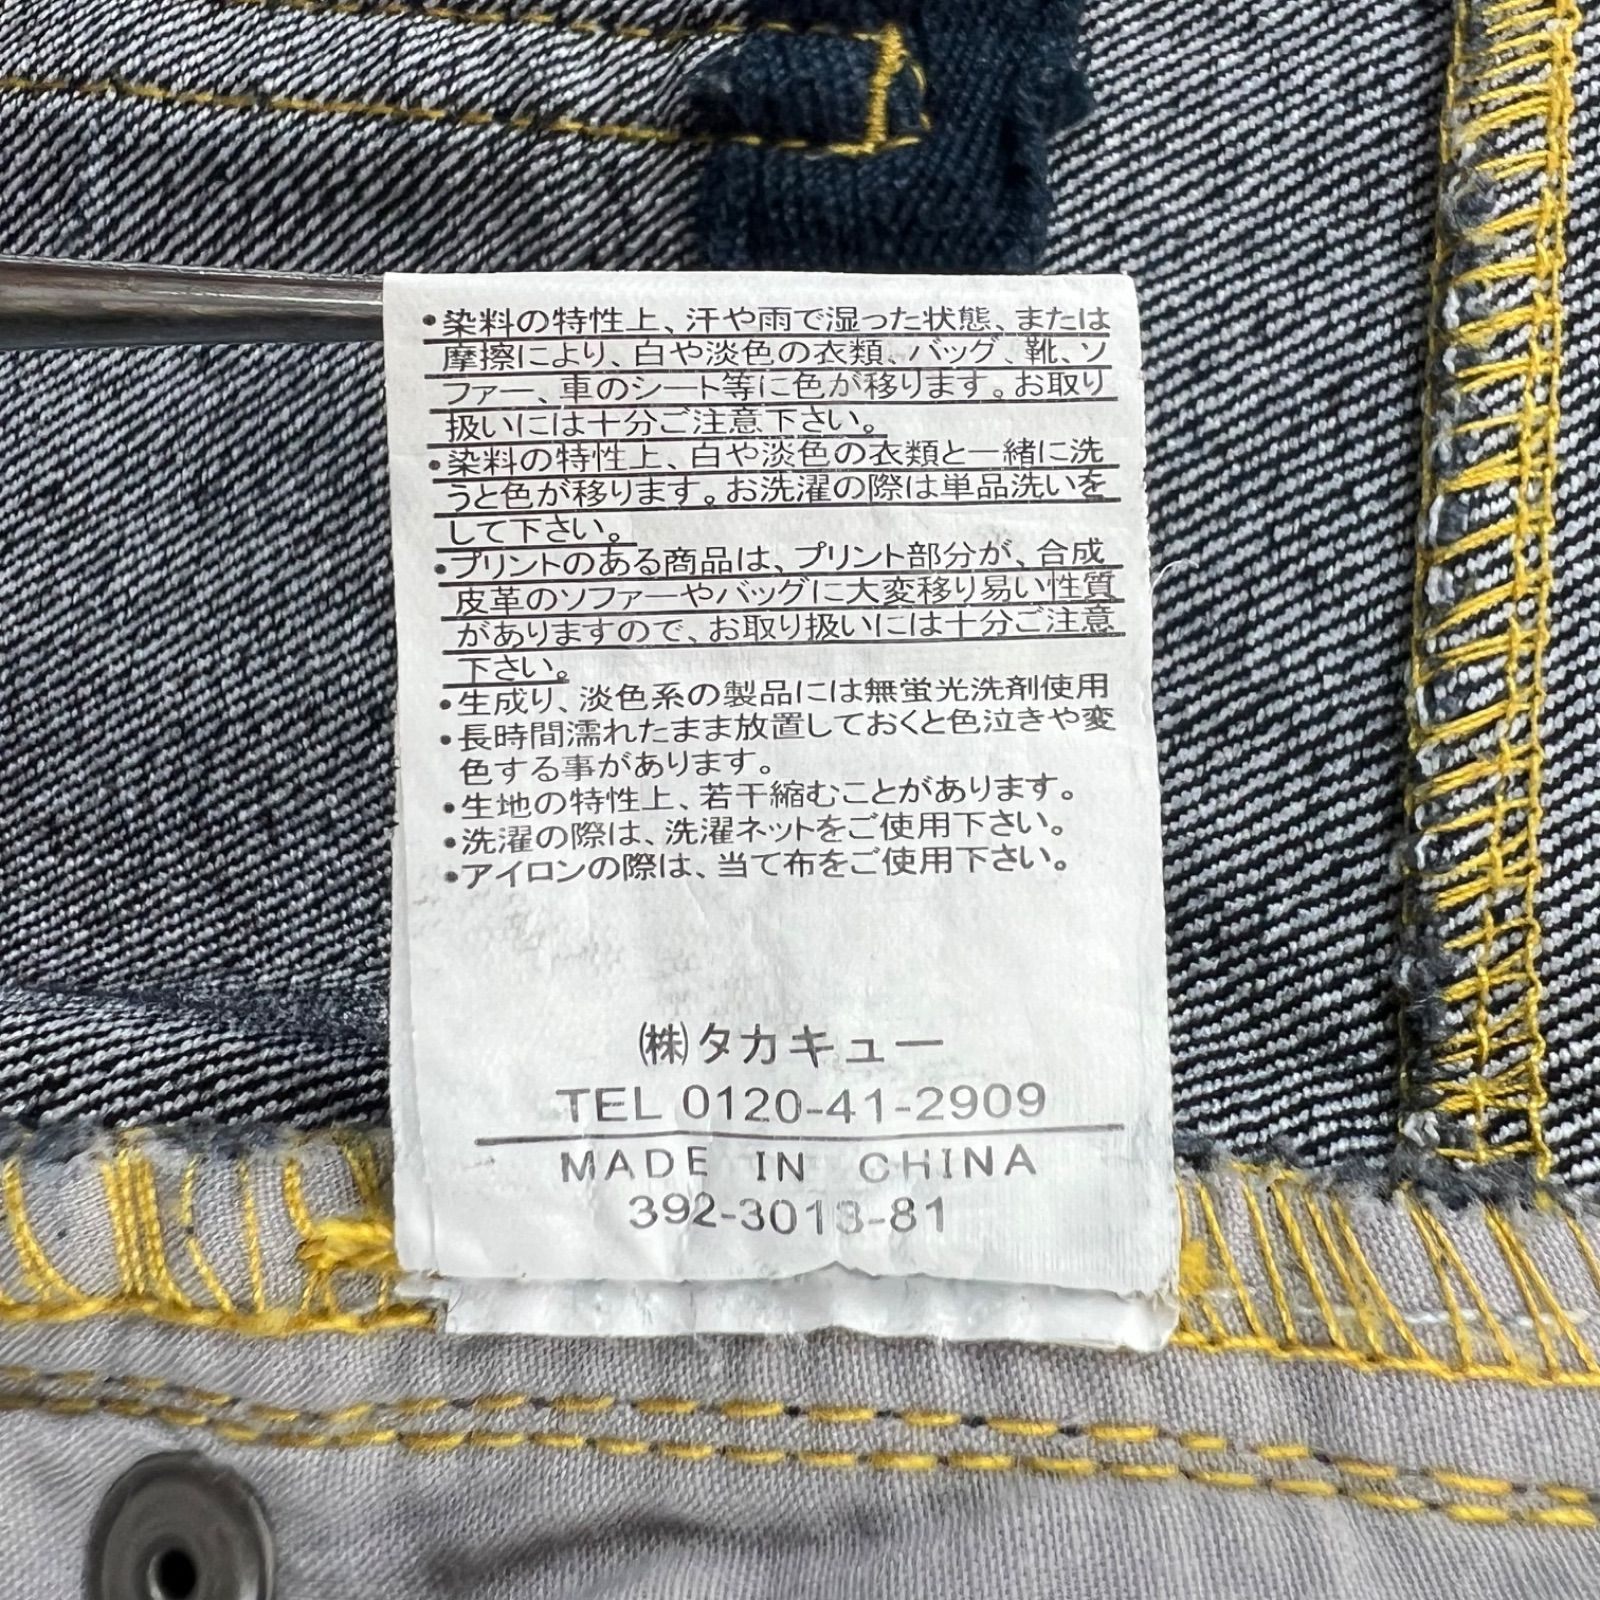 •染料の特性上、汗や雨で湿った状態、または
摩擦により、白や淡色の衣類、バッグ、靴、ソ
ファー、車のシート等に色が移ります。お取り
扱いには十分ご注意下さい。
•染料の特性上、白や淡色の衣類と一緒に洗
うと色が移ります。お洗濯の際は単品洗いを
して下さい。
•プリントのある商品は、プリント部分が、合成
皮革のソファーやバッグに大変移り易い性質
がありますので、お取り扱いには十分ご注意
下さい。
•生成り、淡色系の製品には無蛍光洗剤使用
•長時間濡れたまま放置しておくと色泣きや変
色する事があります。
•生地の特性上、若干縮むことがあります。
•洗濯の際は、洗濯ネットをご使用下さい。
•アイロンの際は、当て布をご使用下さい。
㈱タカキュー
TEL 0120-41-2909
MADE IN CHINA
392-3013-81